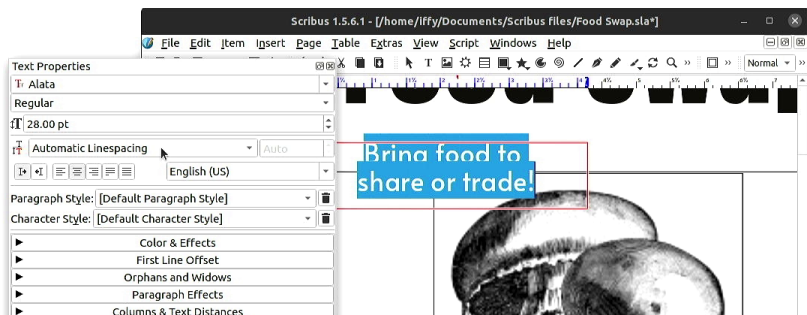 Scribus 1.5.6.1 - [/home/iffy/Documents/Scribus files/Food Swap.sla*]
File Edit Item Insert Page Table Extras View Script Windows Help
Text Properties
Alata
Normal
Regular
28.00 pt
Automatic Linespacing
Auto
English (US)
Paragraph Style: [Default Paragraph Style]
Character Style: [Default Character Style]
Color & Effects
First Line Offset
Orphans and Windows
Paragraph Effects
Columns & Text Distances
Bring food to
share or trade!